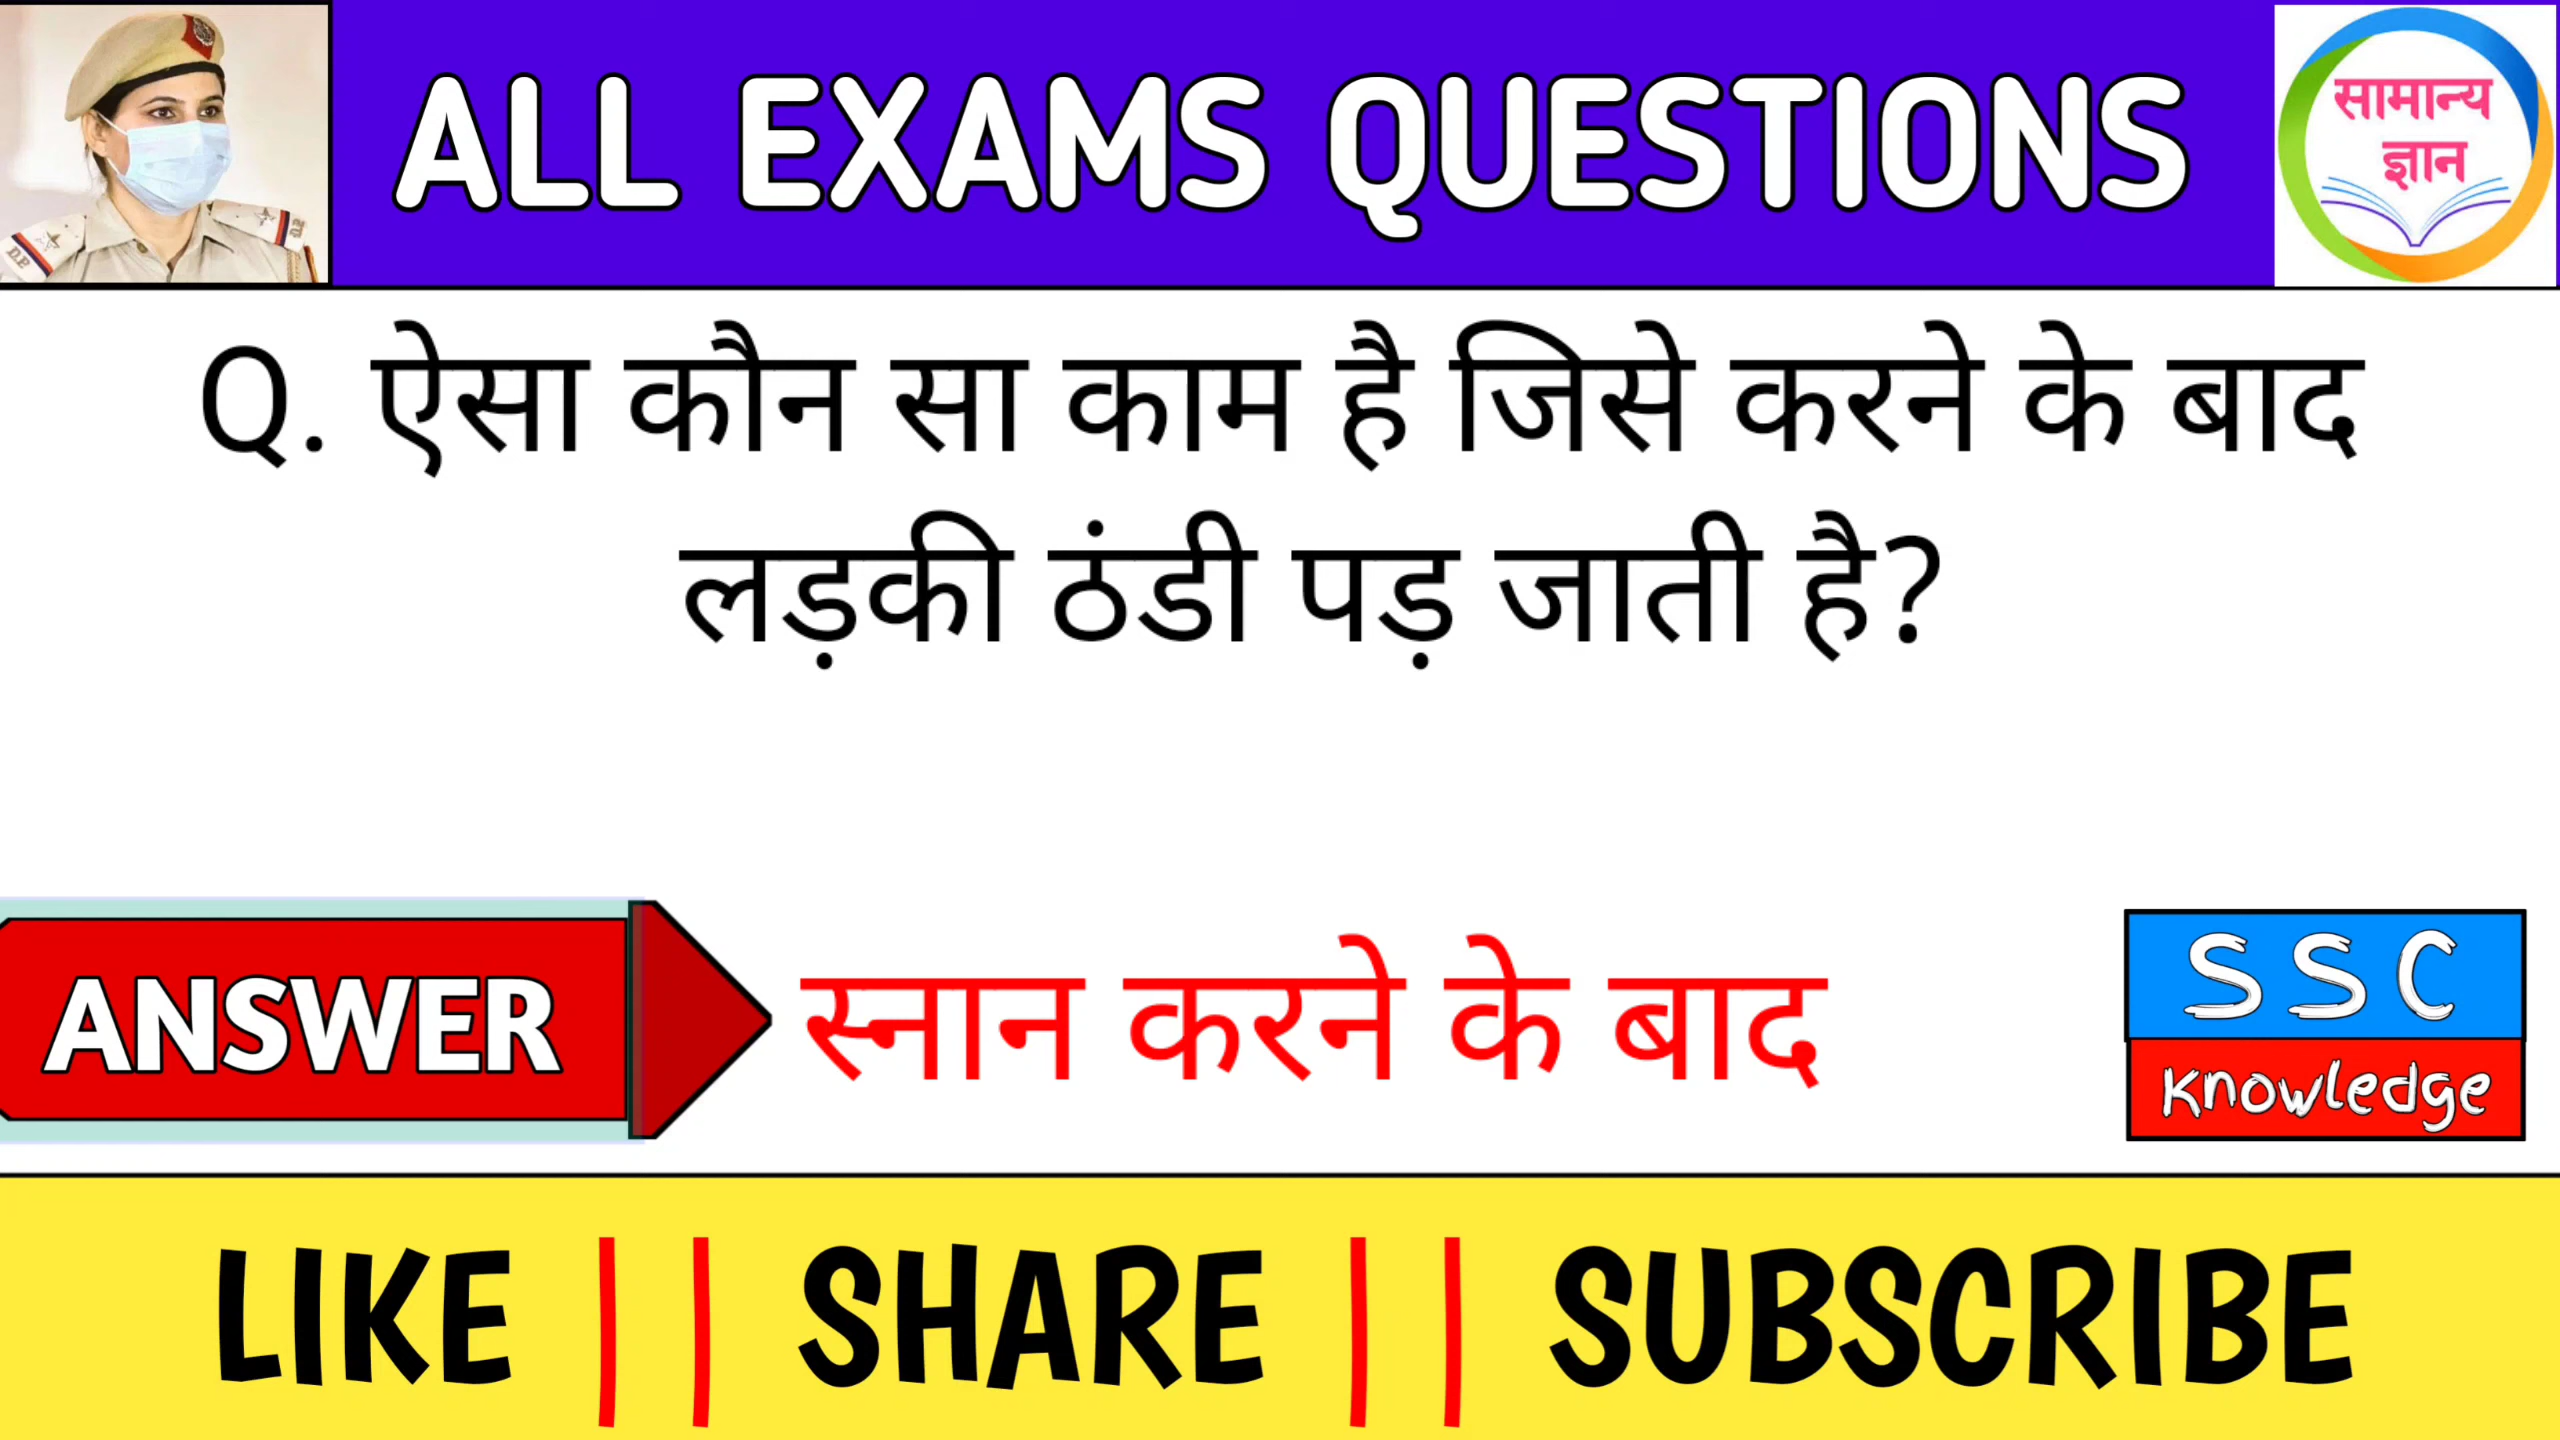 ALL EXAMS QUESTIONS
सामान्य
ज्ञान
D.P
Q. ऐसा कौन सा काम है जिसे करने के बाद
लड़की ठंडी पड़ जाती है?
ANSWER
स्नान करने के बाद
SSC
Knowledge
LIKE || SHARE || SUBSCRIBE